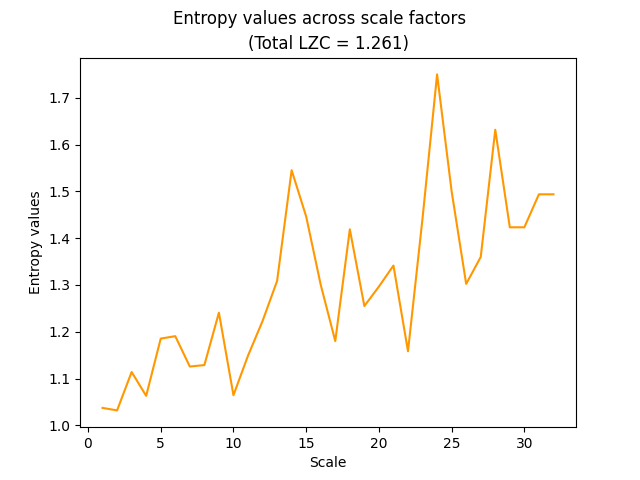 Entropy values across scale factors
(Total LZC = 1.261)
1.7
1.6
1.5
1.4
1.3
1.2
1.1
1.0
Entropy values
0 5 10 15 20 25 30
Scale